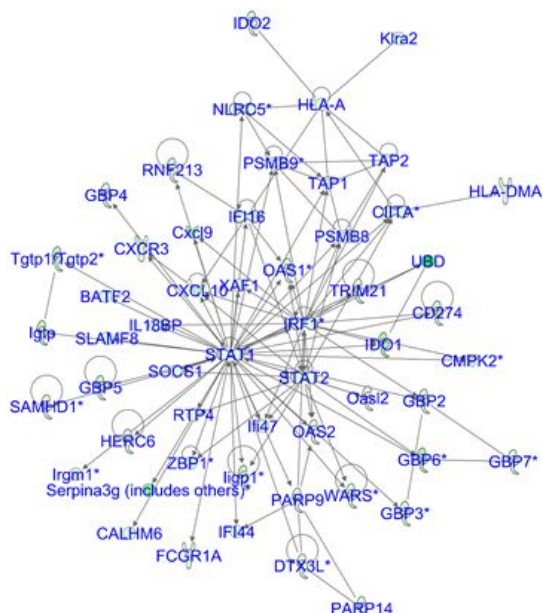 IDO2
Klra2
NLRC5*
HLA-A
RNF213
PSMB9*
TAP2
TAP1
HLA-DMA
GBP4
IFI16
CIITA*
CXCR3
Cxcl9
PSMB8
Tgtp1/Tgtp2*
OAS1*
UBD
BATF2
CXCL10
XAF1
TRIM21
Igtp
IL18BP
IRF1*
CD274
SLAMF8
STAT1
IDO1
CMPK2*
SOCS1
STAT2
GBP5
SAMHD1*
RTP4
Oasl2
GBP2
HERC6
Ifi47
OAS2
ZBP1*
GBP6*
GBP7*
Irgm1*
Iigp1*
Serpina3g (includes others)*
PARP9
WARS*
GBP3*
CALHM6
IFI44
FCGR1A
DTX3L*
PARP14